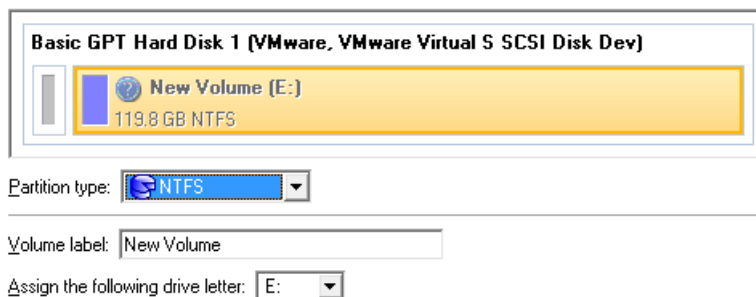 Basic GPT Hard Disk 1 (VMware, VMware Virtual S SCSI Disk Dev)
New Volume (E:)
119.8 GB NTFS
Partition type: NTFS
Volume label: New Volume
Assign the following drive letter: E: